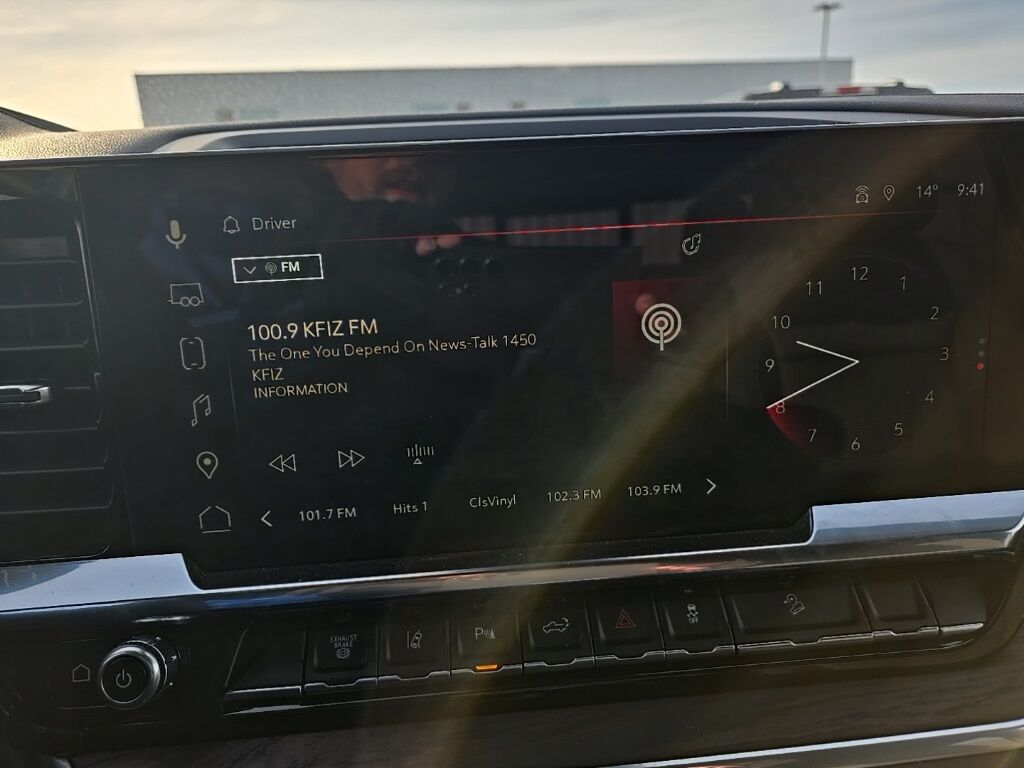 14° 9:41
Driver
FM
100.9 KFIZ FM
The One You Depend On News-Talk 1450
KFIZ
INFORMATION
12
1
2
3
4
5
6
7
8
9
10
11
101.7 FM Hits 1 ClsVinyl 102.3 FM 103.9 FM
EXHAUST
BRAKE
P
OFF